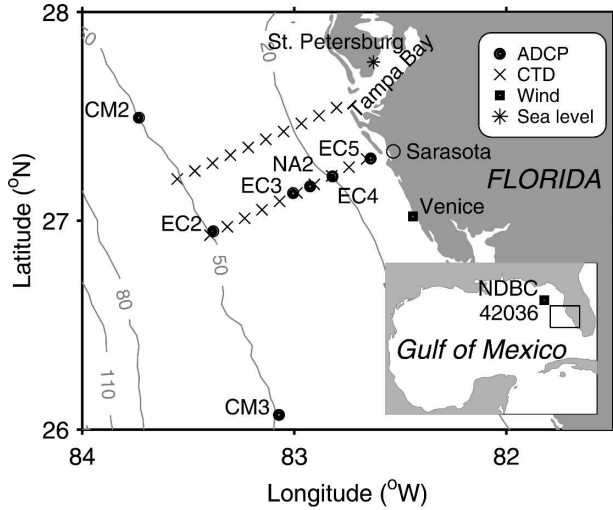 28
27
26
84
83
82
Latitude (°N)
Longitude (°W)
50
20
St. Petersburg
Tampa Bay
ADCP
CTD
Wind
Sea level
CM2
EC5
Sarasota
NA2
EC3
EC4
FLORIDA
EC2
Venice
50
80
110
CM3
NDBC
42036
Gulf of Mexico